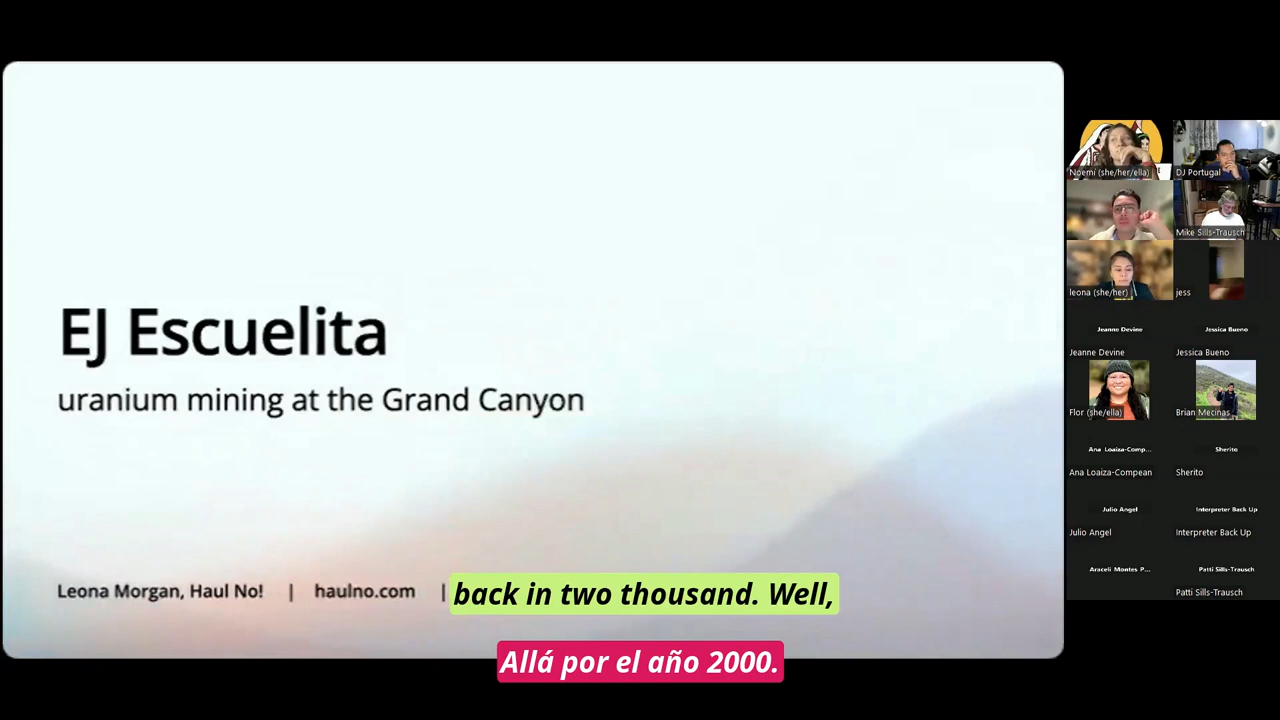 EJ Escuelita
uranium mining at the Grand Canyon
Leona Morgan, Haul No! | haulno.com |
back in two thousand. Well,
Allá por el año 2000.
Noemi (she/her/ella)
DJ Portugal
Mike Sills-Trausch
leona (she/her)
jess
Jeanne Devine
Jessica Bueno
Jeanne Devine
Jessica Bueno
Flor (she/ella)
Brian Mecinas
Ana Loaiza-Comp...
Sherito
Ana Loaiza-Compean
Sherito
Julio Angel
Interpreter Back Up
Julio Angel
Interpreter Back Up
Araceli Montes P...
Patti Sills-Trausch
Patti Sills-Trausch